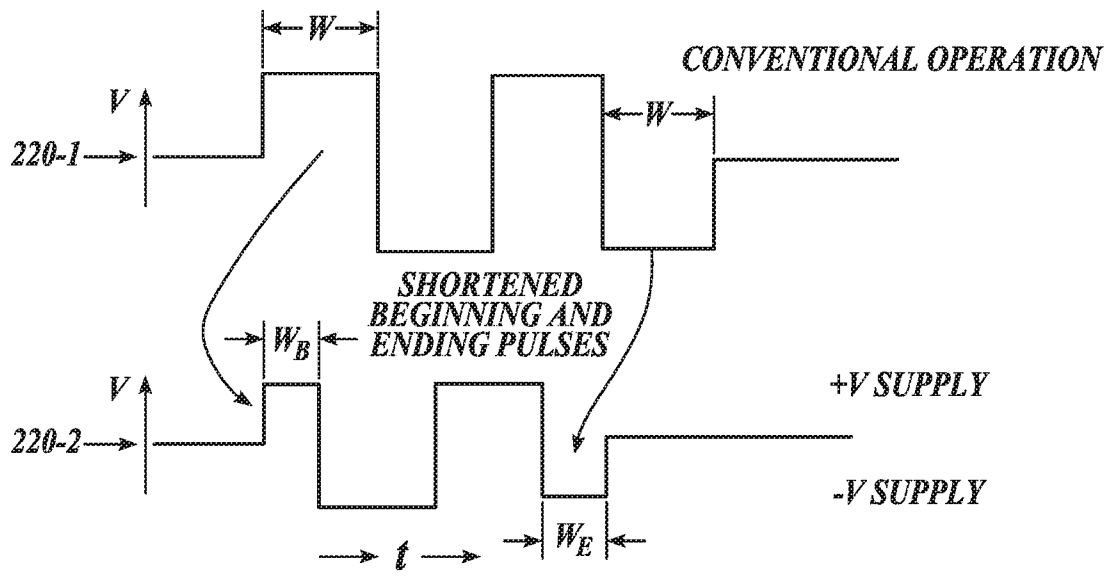 W
CONVENTIONAL OPERATION
V
W
220-1
SHORTENED
BEGINNING AND
ENDING PULSES
W_B
V
+V SUPPLY
220-2
-V SUPPLY
W_E
t